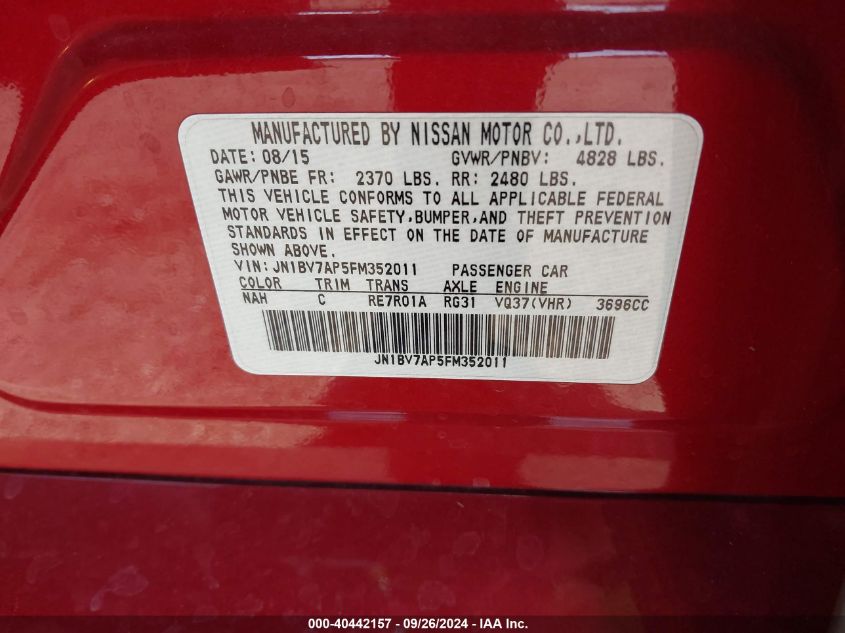 MANUFACTURED BY NISSAN MOTOR CO.,LTD.
DATE: 08/15 GVWR/PNBV: 4828 LBS.
GAWR/PNBE FR: 2370 LBS. RR: 2480 LBS.
THIS VEHICLE CONFORMS TO ALL APPLICABLE FEDERAL
MOTOR VEHICLE SAFETY,BUMPER,AND THEFT PREVENTION
STANDARDS IN EFFECT ON THE DATE OF MANUFACTURE
SHOWN ABOVE.
VIN:JN1BV7AP5FM352011 PASSENGER CAR
COLOR TRIM TRANS AXLE ENGINE
NAH C RE7R01A RG31 VQ37(VHR) 3696CC
JN1BV7AP5FM352011
000-40442157 - 09/26/2024 - IAA Inc.